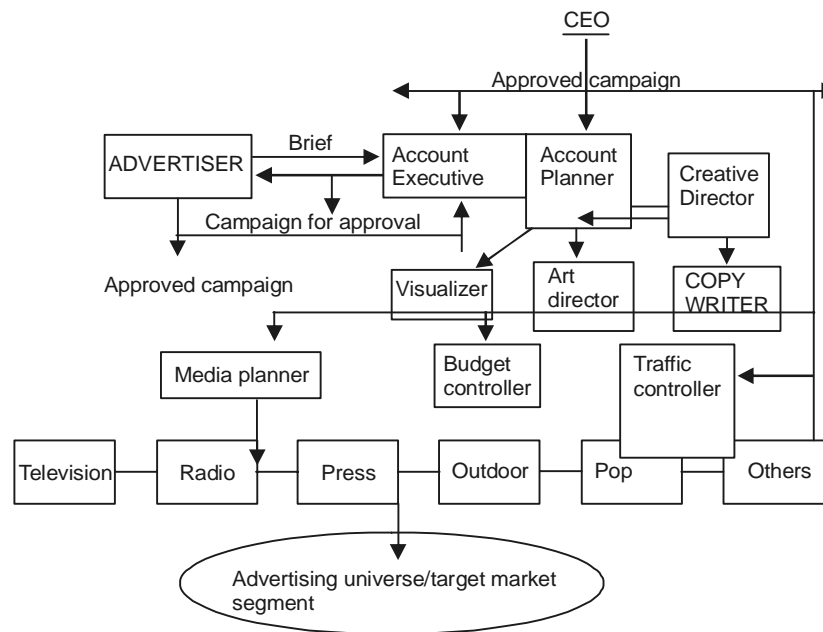 CEO
Approved campaign
ADVERTISER
Brief
Account
Executive
Account
Planner
Creative
Director
Campaign for approval
Approved campaign
Visualizer
Art
director
COPY
WRITER
Media planner
Budget
controller
Traffic
controller
Television
Radio
Press
Outdoor
Pop
Others
Advertising universe/target market
segment